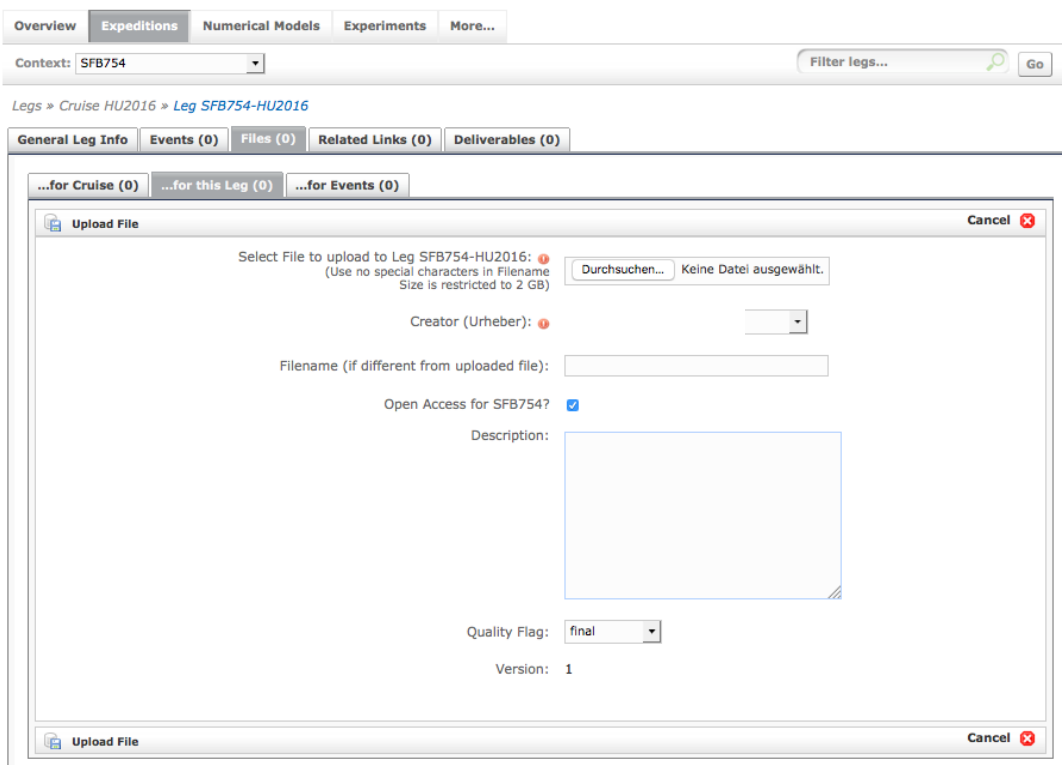 Overview Expeditions Numerical Models Experiments More...
Context: SFB754 Filter legs... Go
Legs » Cruise HU2016 » Leg SFB754-HU2016
General Leg Info Events (0) Files (0) Related Links (0) Deliverables (0)
...for Cruise (0) ...for this Leg (0) ...for Events (0)
Upload File Cancel
Select File to upload to Leg SFB754-HU2016:
(Use no special characters in Filename
Size is restricted to 2 GB)
Durchsuchen... Keine Datei ausgewählt.
Creator (Urheber):
Filename (if different from uploaded file):
Open Access for SFB754?
Description:
Quality Flag: final
Version: 1
Upload File Cancel